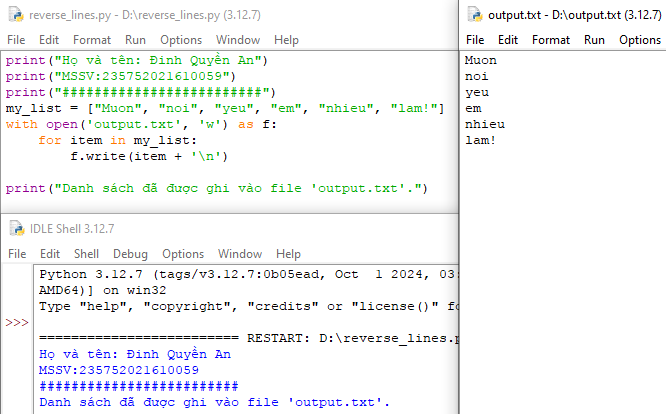 reverse_lines.py - D:\reverse_lines.py (3.12.7)
File Edit Format Run Options Window Help
print("Họ và tên: Đinh Quyền An")
print("MSSV:235752021610059")
print("#########################")
my_list = ["Muon", "noi", "yeu", "em", "nhieu", "lam!"]
with open('output.txt', 'w') as f:
    for item in my_list:
        f.write(item + '\n')
print("Danh sách đã được ghi vào file 'output.txt'.")
output.txt - D:\output.txt (3.12.7)
File Edit Format Run Options
Muon
noi
yeu
em
nhieu
lam!
IDLE Shell 3.12.7
File Edit Shell Debug Options Window Help
Python 3.12.7 (tags/v3.12.7:0b05ead, Oct  1 2024, 03:
AMD64)] on win32
Type "help", "copyright", "credits" or "license()" fo
>>>
========================= RESTART: D:\reverse_lines.p
Họ và tên: Đinh Quyền An
MSSV:235752021610059
#########################
Danh sách đã được ghi vào file 'output.txt'.